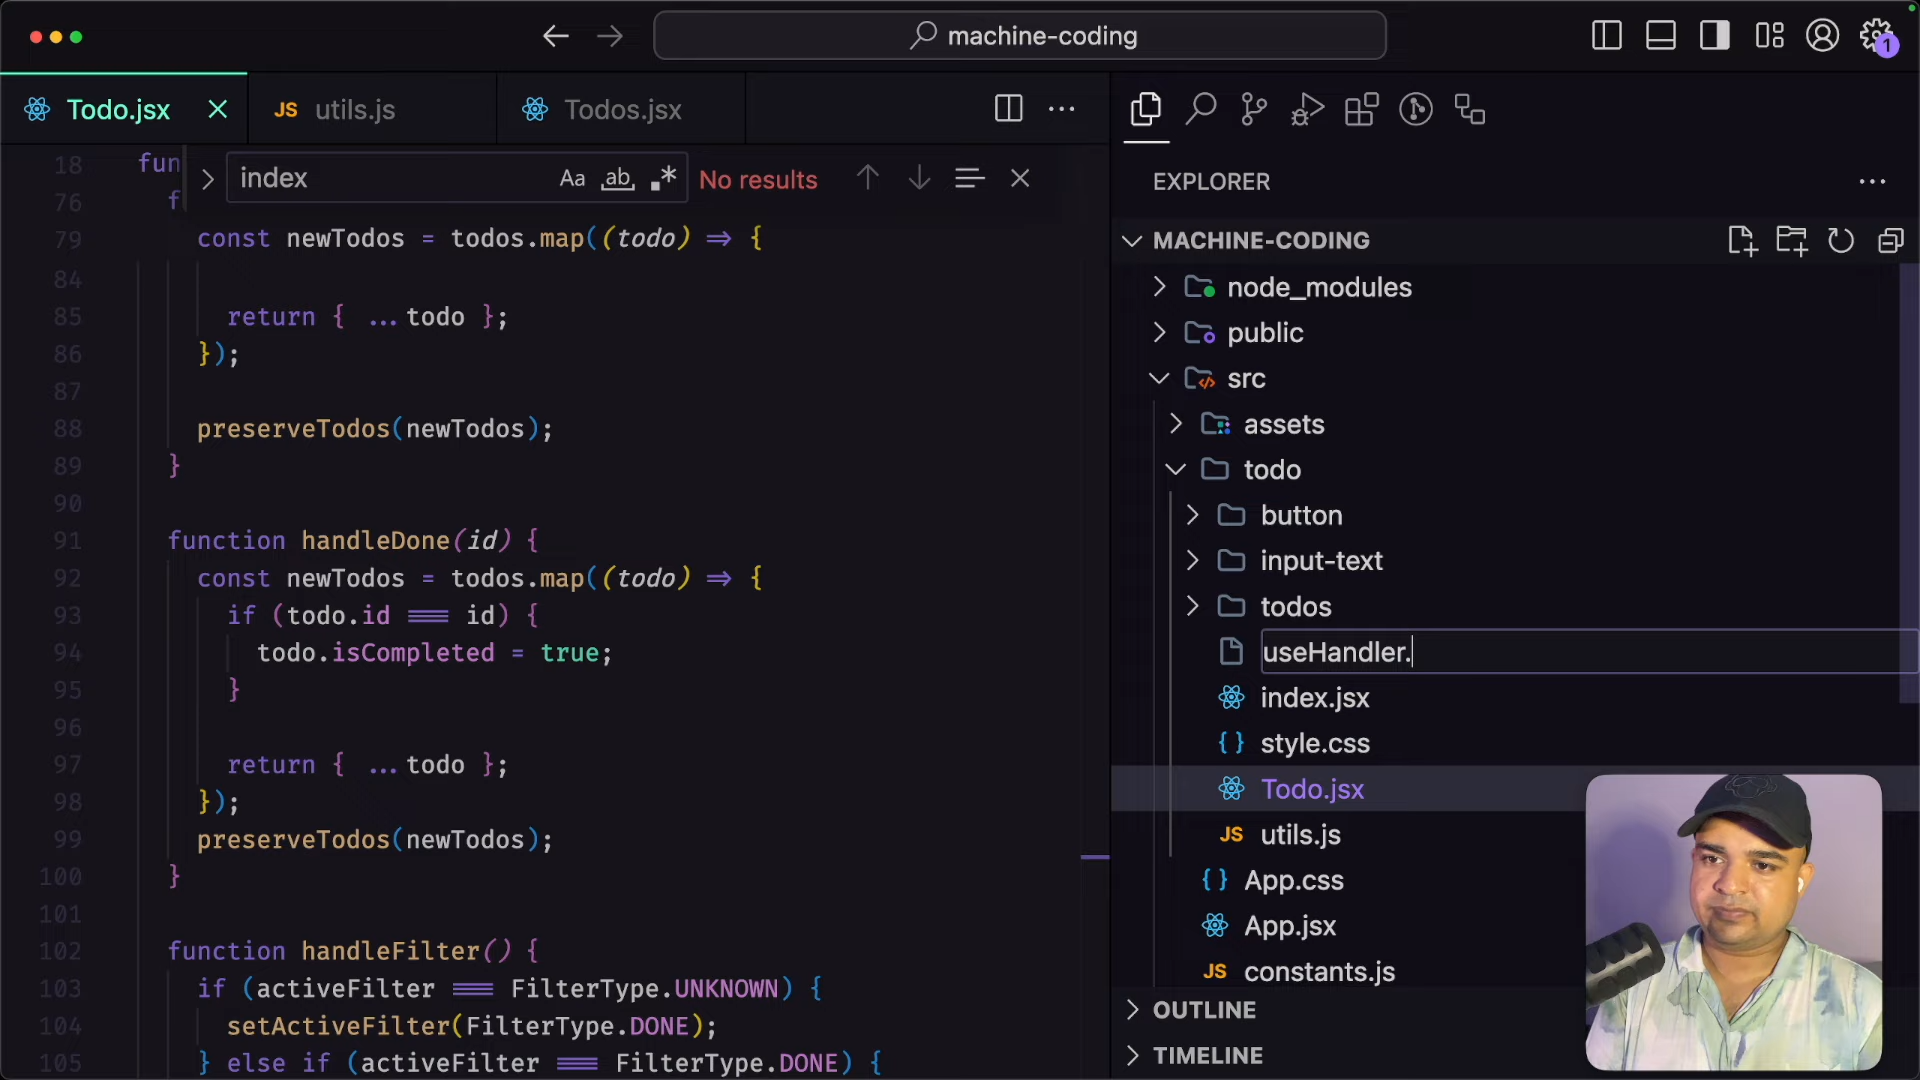 machine-coding
1
Todo.jsx
JS utils.js
Todos.jsx
index
Aa
ab
No results
18 fun
76 f
79 const newTodos = todos.map((todo) => {
84
85 return { ...todo };
86 });
87
88 preserveTodos(newTodos);
89 }
90
91 function handleDone(id) {
92 const newTodos = todos.map((todo) => {
93 if (todo.id === id) {
94 todo.isCompleted = true;
95 }
96
97 return { ...todo };
98 });
99 preserveTodos(newTodos);
100 }
101
102 function handleFilter() {
103 if (activeFilter === FilterType.UNKNOWN) {
104 setActiveFilter(FilterType.DONE);
105 } else if (activeFilter === FilterType.DONE) {
EXPLORER
MACHINE-CODING
node_modules
public
src
assets
todo
button
input-text
todos
useHandler.
index.jsx
{ } style.css
Todo.jsx
JS utils.js
{ } App.css
App.jsx
JS constants.js
OUTLINE
TIMELINE